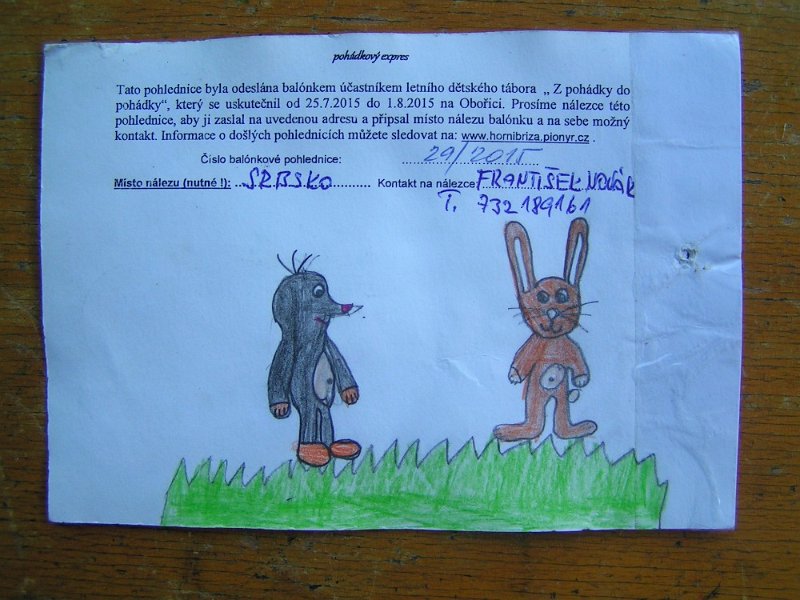 pohádkový expres
Tato pohlednice byla odeslána balónkem účastníkem letního dětského tábora „ Z pohádky do
pohádky“, který se uskutečnil od 25.7.2015 do 1.8.2015 na Obořici. Prosíme nálezce této
pohlednice, aby ji zaslal na uvedenou adresu a připsal místo nálezu balónku a na sebe možný
kontakt. Informace o došlých pohlednicích můžete sledovat na: www.hornibriza.pionyr.cz .
Číslo balónkové pohlednice: 29/2015
Místo nálezu (nutné !): SRBSKO Kontakt na nálezce FRANTIŠEK NOVÁK
T. 732189161